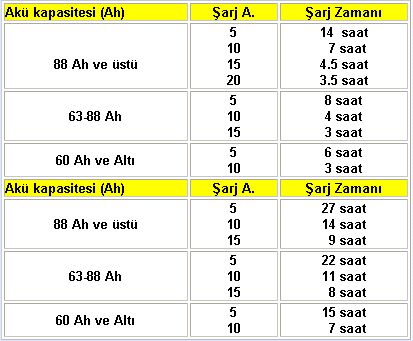 Akü kapasitesi (Ah) Şarj A. Şarj Zamanı
5 14 saat
10 7 saat
88 Ah ve üstü 15 4.5 saat
20 3.5 saat
5 8 saat
63-88 Ah 10 4 saat
15 3 saat
60 Ah ve Altı 5 6 saat
10 3 saat
Akü kapasitesi (Ah) Şarj A. Şarj Zamanı
5 27 saat
88 Ah ve üstü 10 14 saat
15 9 saat
5 22 saat
63-88 Ah 10 11 saat
15 8 saat
60 Ah ve Altı 5 15 saat
10 7 saat